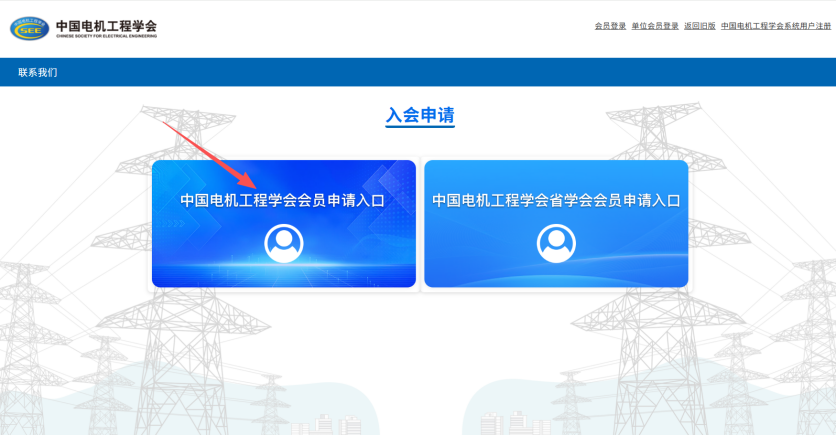 CSEE
中国电机工程学会
CHINESE SOCIETY FOR ELECTRICAL ENGINEERING
会员登录 单位会员登录 返回旧版 中国电机工程学会系统用户注册
联系我们
入会申请
中国电机工程学会会员申请入口
中国电机工程学会省学会会员申请入口